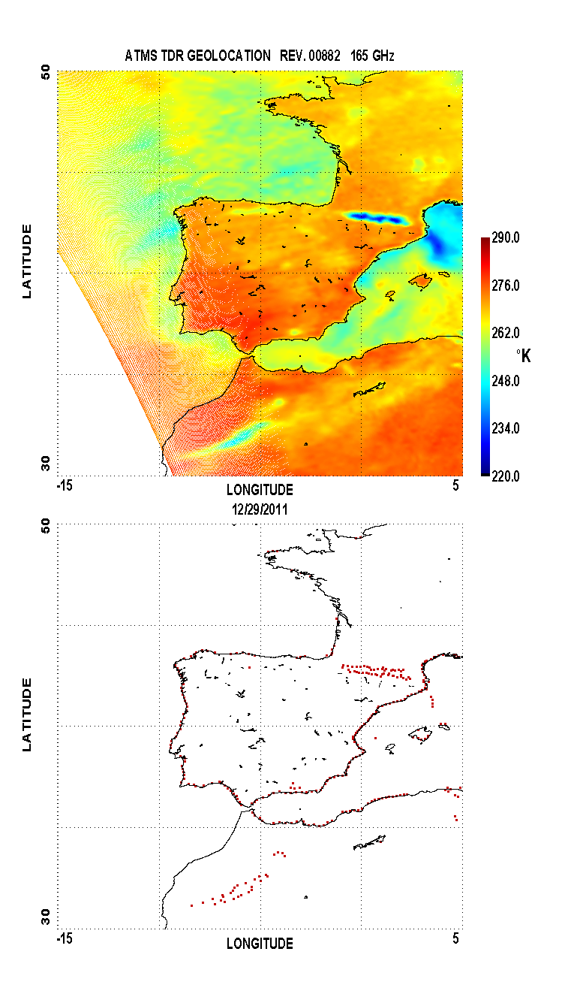 ATMS TDR GEOLOCATION REV. 00882 165 GHz
50
LATITUDE
30
-15
LONGITUDE
5
290.0
276.0
262.0
°K
248.0
234.0
220.0
12/29/2011
50
LATITUDE
30
-15
LONGITUDE
5